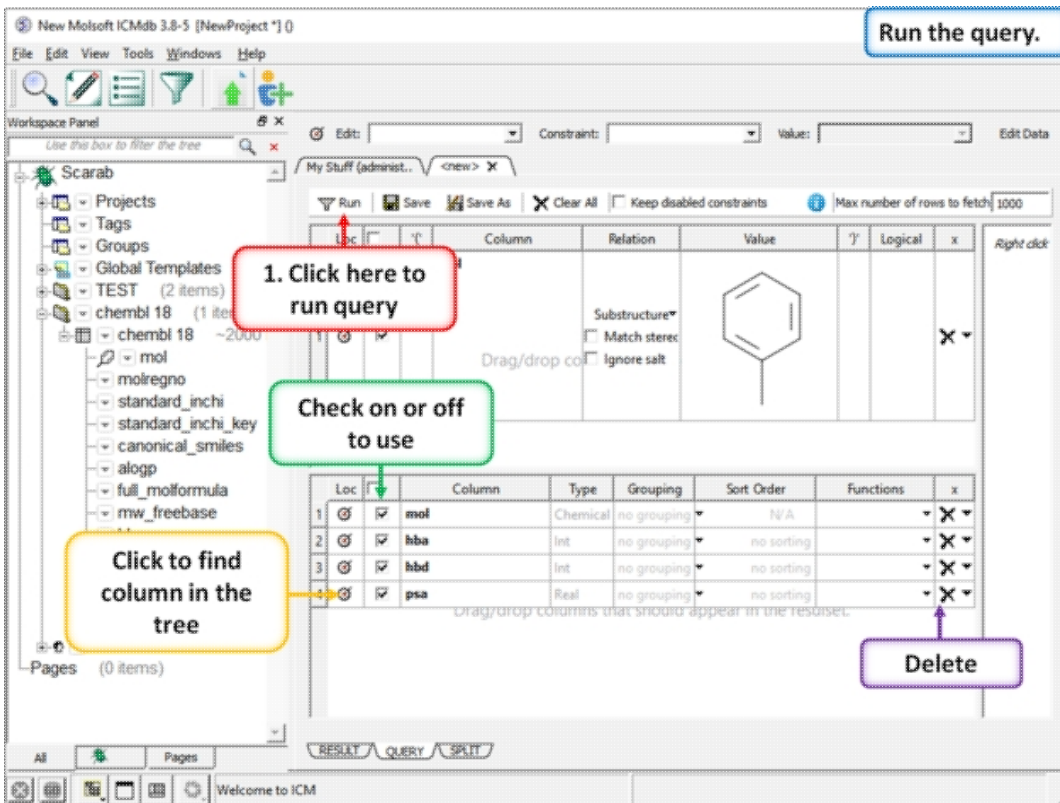 New Molsoft ICMdb 3.8-5 [NewProject *] ()
Run the query.
File Edit View Tools Windows Help
Workspace Panel
Use this box to filter the tree
Edit: Constraint: Value: Edit Data
My Stuff (administ.. <new> X
Scarab
Run Save Save As Clear All Keep disabled constraints Max number of rows to fetch 1000
Projects
Tags
Groups
Global Templates
TEST (2 items)
chembl 18 (1 ite
chembl 18 ~2000
mol
molregno
standard_inchi
standard_inchi_key
canonical_smiles
alogp
full_molformula
mw_freebase
Pages (0 items)
Loc '(' Column Relation Value ')' Logical x
Right click
1. Click here to
run query
Substructure
1 Match stereo
Drag/drop co Ignore salt
Check on or off
to use
Loc Column Type Grouping Sort Order Functions x
1 mol Chemical no grouping N/A
2 hba Int no grouping no sorting
3 hbd Int no grouping no sorting
4 psa Real no grouping no sorting
Drag/drop columns that should appear in the resultset.
Click to find
column in the
tree
Delete
RESULT QUERY SPLIT
All Pages
Welcome to ICM